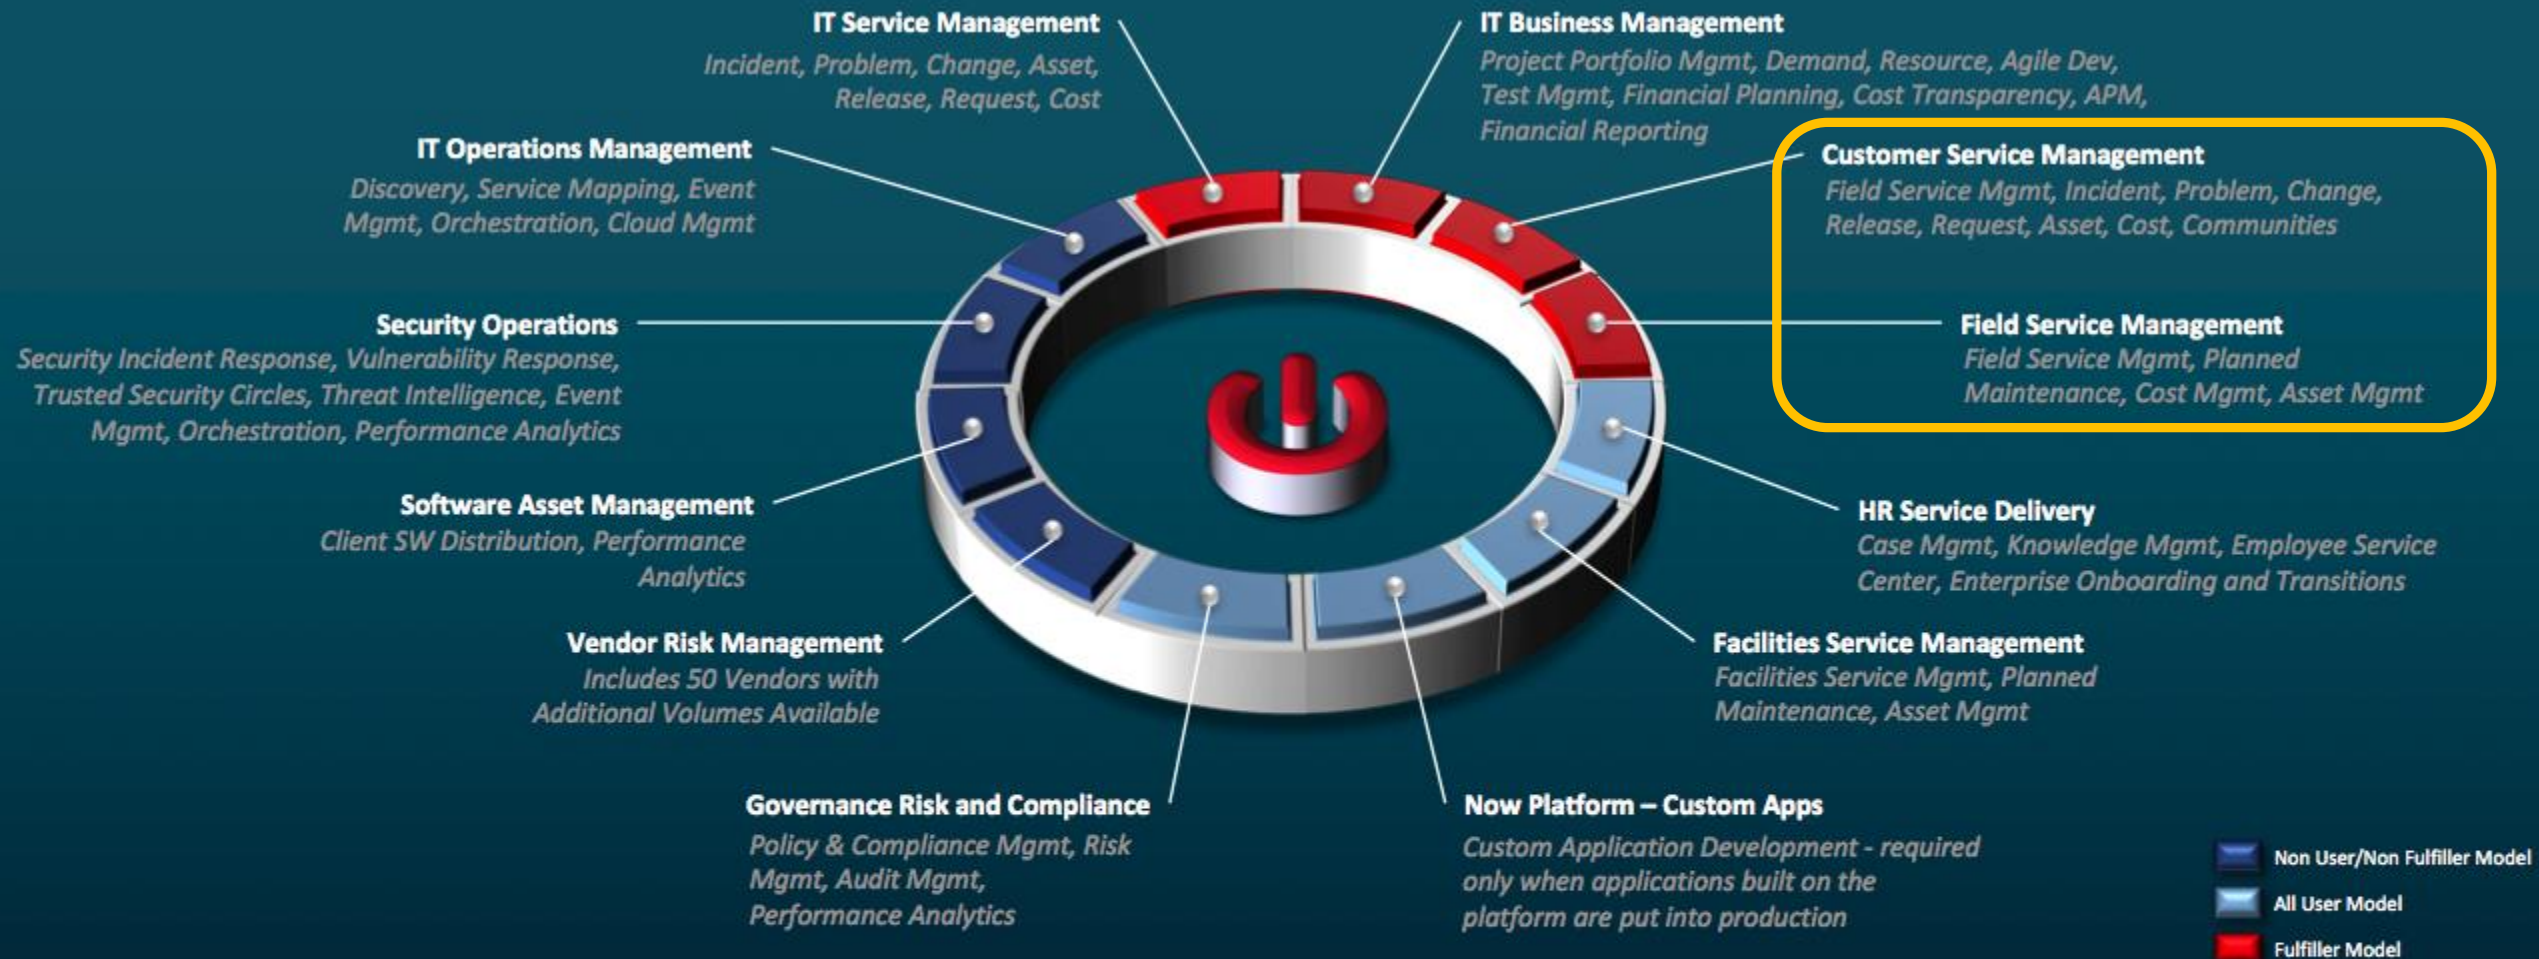 IT Service Management
Incident, Problem, Change, Asset,
Release, Request, Cost
IT Business Management
Project Portfolio Mgmt, Demand, Resource, Agile Dev,
Test Mgmt, Financial Planning, Cost Transparency, APM,
Financial Reporting
IT Operations Management
Discovery, Service Mapping, Event
Mgmt, Orchestration, Cloud Mgmt
Customer Service Management
Field Service Mgmt, Incident, Problem, Change,
Release, Request, Asset, Cost, Communities
Security Operations
Security Incident Response, Vulnerability Response,
Trusted Security Circles, Threat Intelligence, Event
Mgmt, Orchestration, Performance Analytics
Field Service Management
Field Service Mgmt, Planned
Maintenance, Cost Mgmt, Asset Mgmt
Software Asset Management
Client SW Distribution, Performance
Analytics
HR Service Delivery
Case Mgmt, Knowledge Mgmt, Employee Service
Center, Enterprise Onboarding and Transitions
Vendor Risk Management
Includes 50 Vendors with
Additional Volumes Available
Facilities Service Management
Facilities Service Mgmt, Planned
Maintenance, Asset Mgmt
Governance Risk and Compliance
Policy & Compliance Mgmt, Risk
Mgmt, Audit Mgmt,
Performance Analytics
Now Platform – Custom Apps
Custom Application Development - required
only when applications built on the
platform are put into production
Non User/Non Fulfiller Model
All User Model
Fulfiller Model